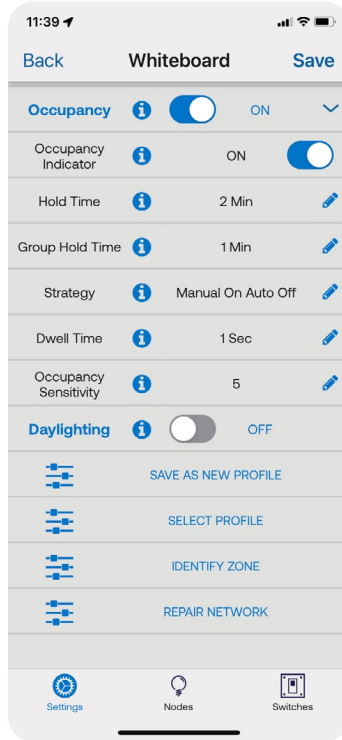 11:39
Back Whiteboard Save
Occupancy ON
Occupancy
Indicator
ON
Hold Time 2 Min
Group Hold Time 1 Min
Strategy Manual On Auto Off
Dwell Time 1 Sec
Occupancy
Sensitivity
5
Daylighting OFF
SAVE AS NEW PROFILE
SELECT PROFILE
IDENTIFY ZONE
REPAIR NETWORK
Settings Nodes Switches